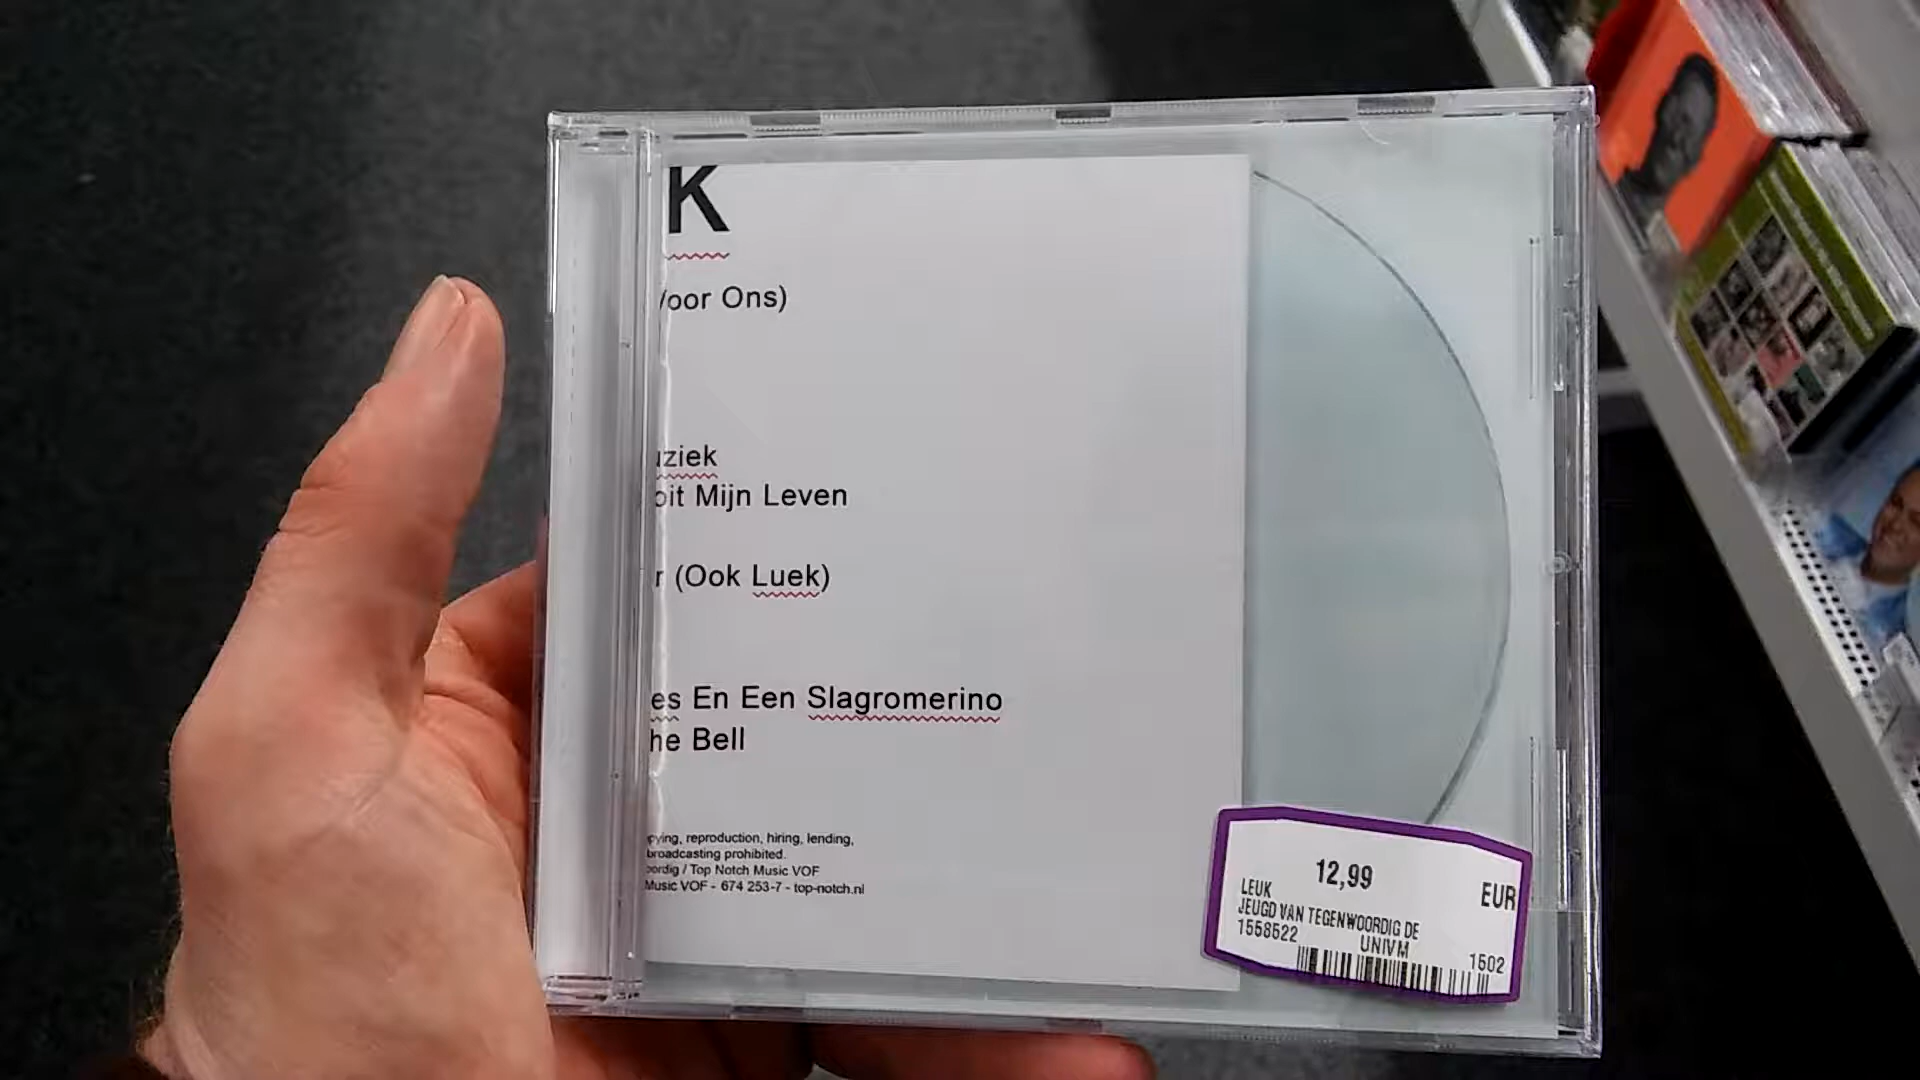 K
Voor Ons)
uziek
oit Mijn Leven
r (Ook Luek)
es En Een Slagromerino
he Bell
pying, reproduction, hiring, lending,
broadcasting prohibited.
oordig / Top Notch Music VOF
Music VOF - 674 253-7 - top-notch.nl
12,99
EUR
LEUK
JEUGD VAN TEGENWOORDIG DE
1558522
UNIVM
1502